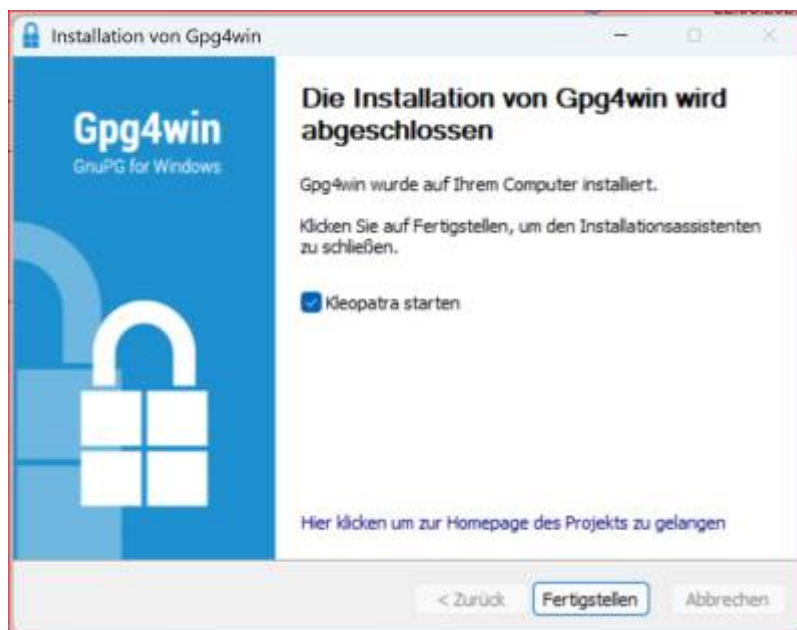 Installation von Gpg4win
Gpg4win
GnuPG for Windows
Die Installation von Gpg4win wird
abgeschlossen
Gpg4win wurde auf Ihrem Computer installiert.
Klicken Sie auf Fertigstellen, um den Installationsassistenten
zu schließen.
Kleopatra starten
Hier klicken um zur Homepage des Projekts zu gelangen
< Zurück
Fertigstellen
Abbrechen